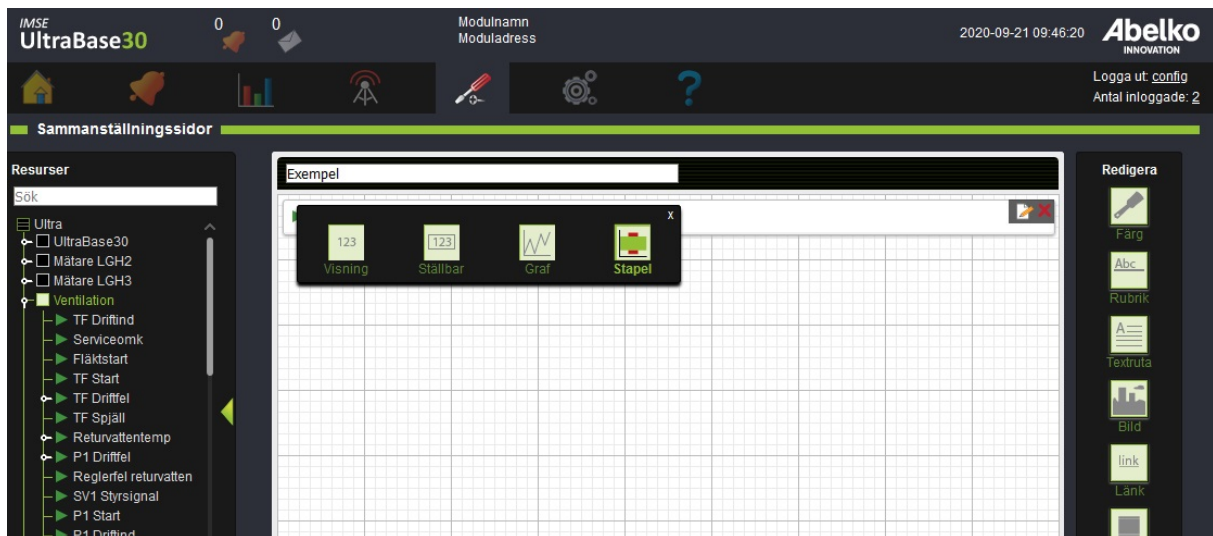 IMSE
UltraBase30
0
0
Modulnamn
Moduladress
2020-09-21 09:46:20
Abelko
INNOVATION
Logga ut: config
Antal inloggade: 2
Sammanställningssidor
Resurser
Sök
Ultra
UltraBase30
Mätare LGH2
Mätare LGH3
Ventilation
TF Driftind
Serviceomk
Fläktstart
TF Start
TF Driftfel
TF Spjäll
Returvattentemp
P1 Driftfel
Reglerfel returvatten
SV1 Styrsignal
P1 Start
P1 Driftind
Exempel
x
123
Visning
123
Ställbar
Graf
Stapel
Redigera
Färg
Abc
Rubrik
A
Textruta
Bild
link
Länk